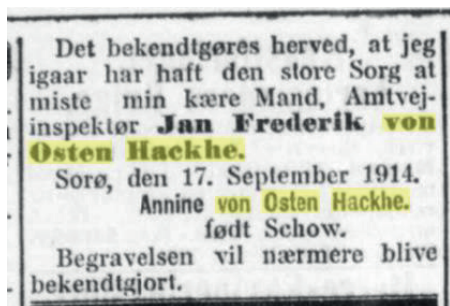 Det bekendtgøres herved, at jeg
igaar har haft den store Sorg at
miste min kære Mand, Amtvej-
inspektør Jan Frederik von
Osten Hackhe.
Sorø, den 17. September 1914.
Annine von Osten Hackhe.
født Schow.
Begravelsen vil nærmere blive
bekendtgjort.